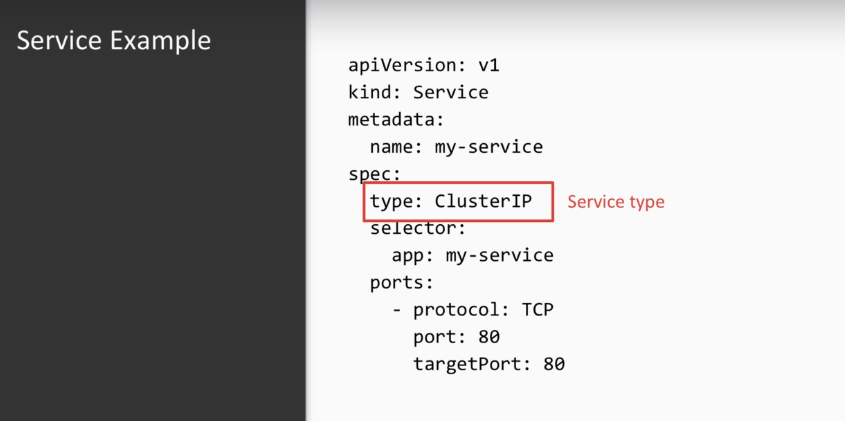 Service Example
apiVersion: v1
kind: Service
metadata:
  name: my-service
spec:
  type: ClusterIP
Service type
  selector:
    app: my-service
  ports:
    - protocol: TCP
      port: 80
      targetPort: 80